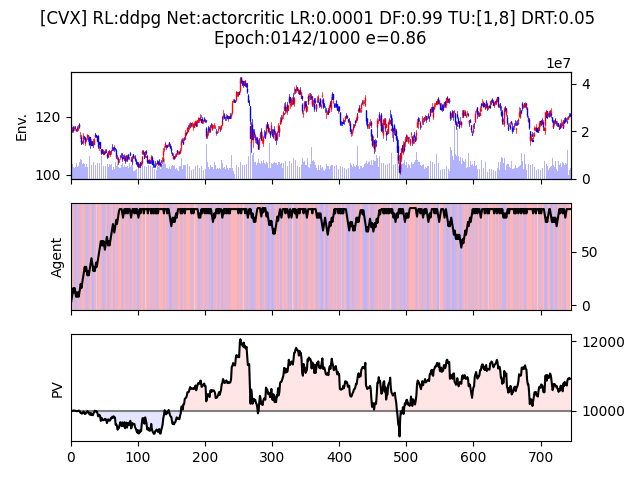 [CVX] RL:ddpg Net:actorcritic LR:0.0001 DF:0.99 TU:[1,8] DRT:0.05
Epoch:0142/1000 e=0.86
1e7
Env.
120
100
4
2
0
Agent
50
0
PV
12000
10000
0 100 200 300 400 500 600 700